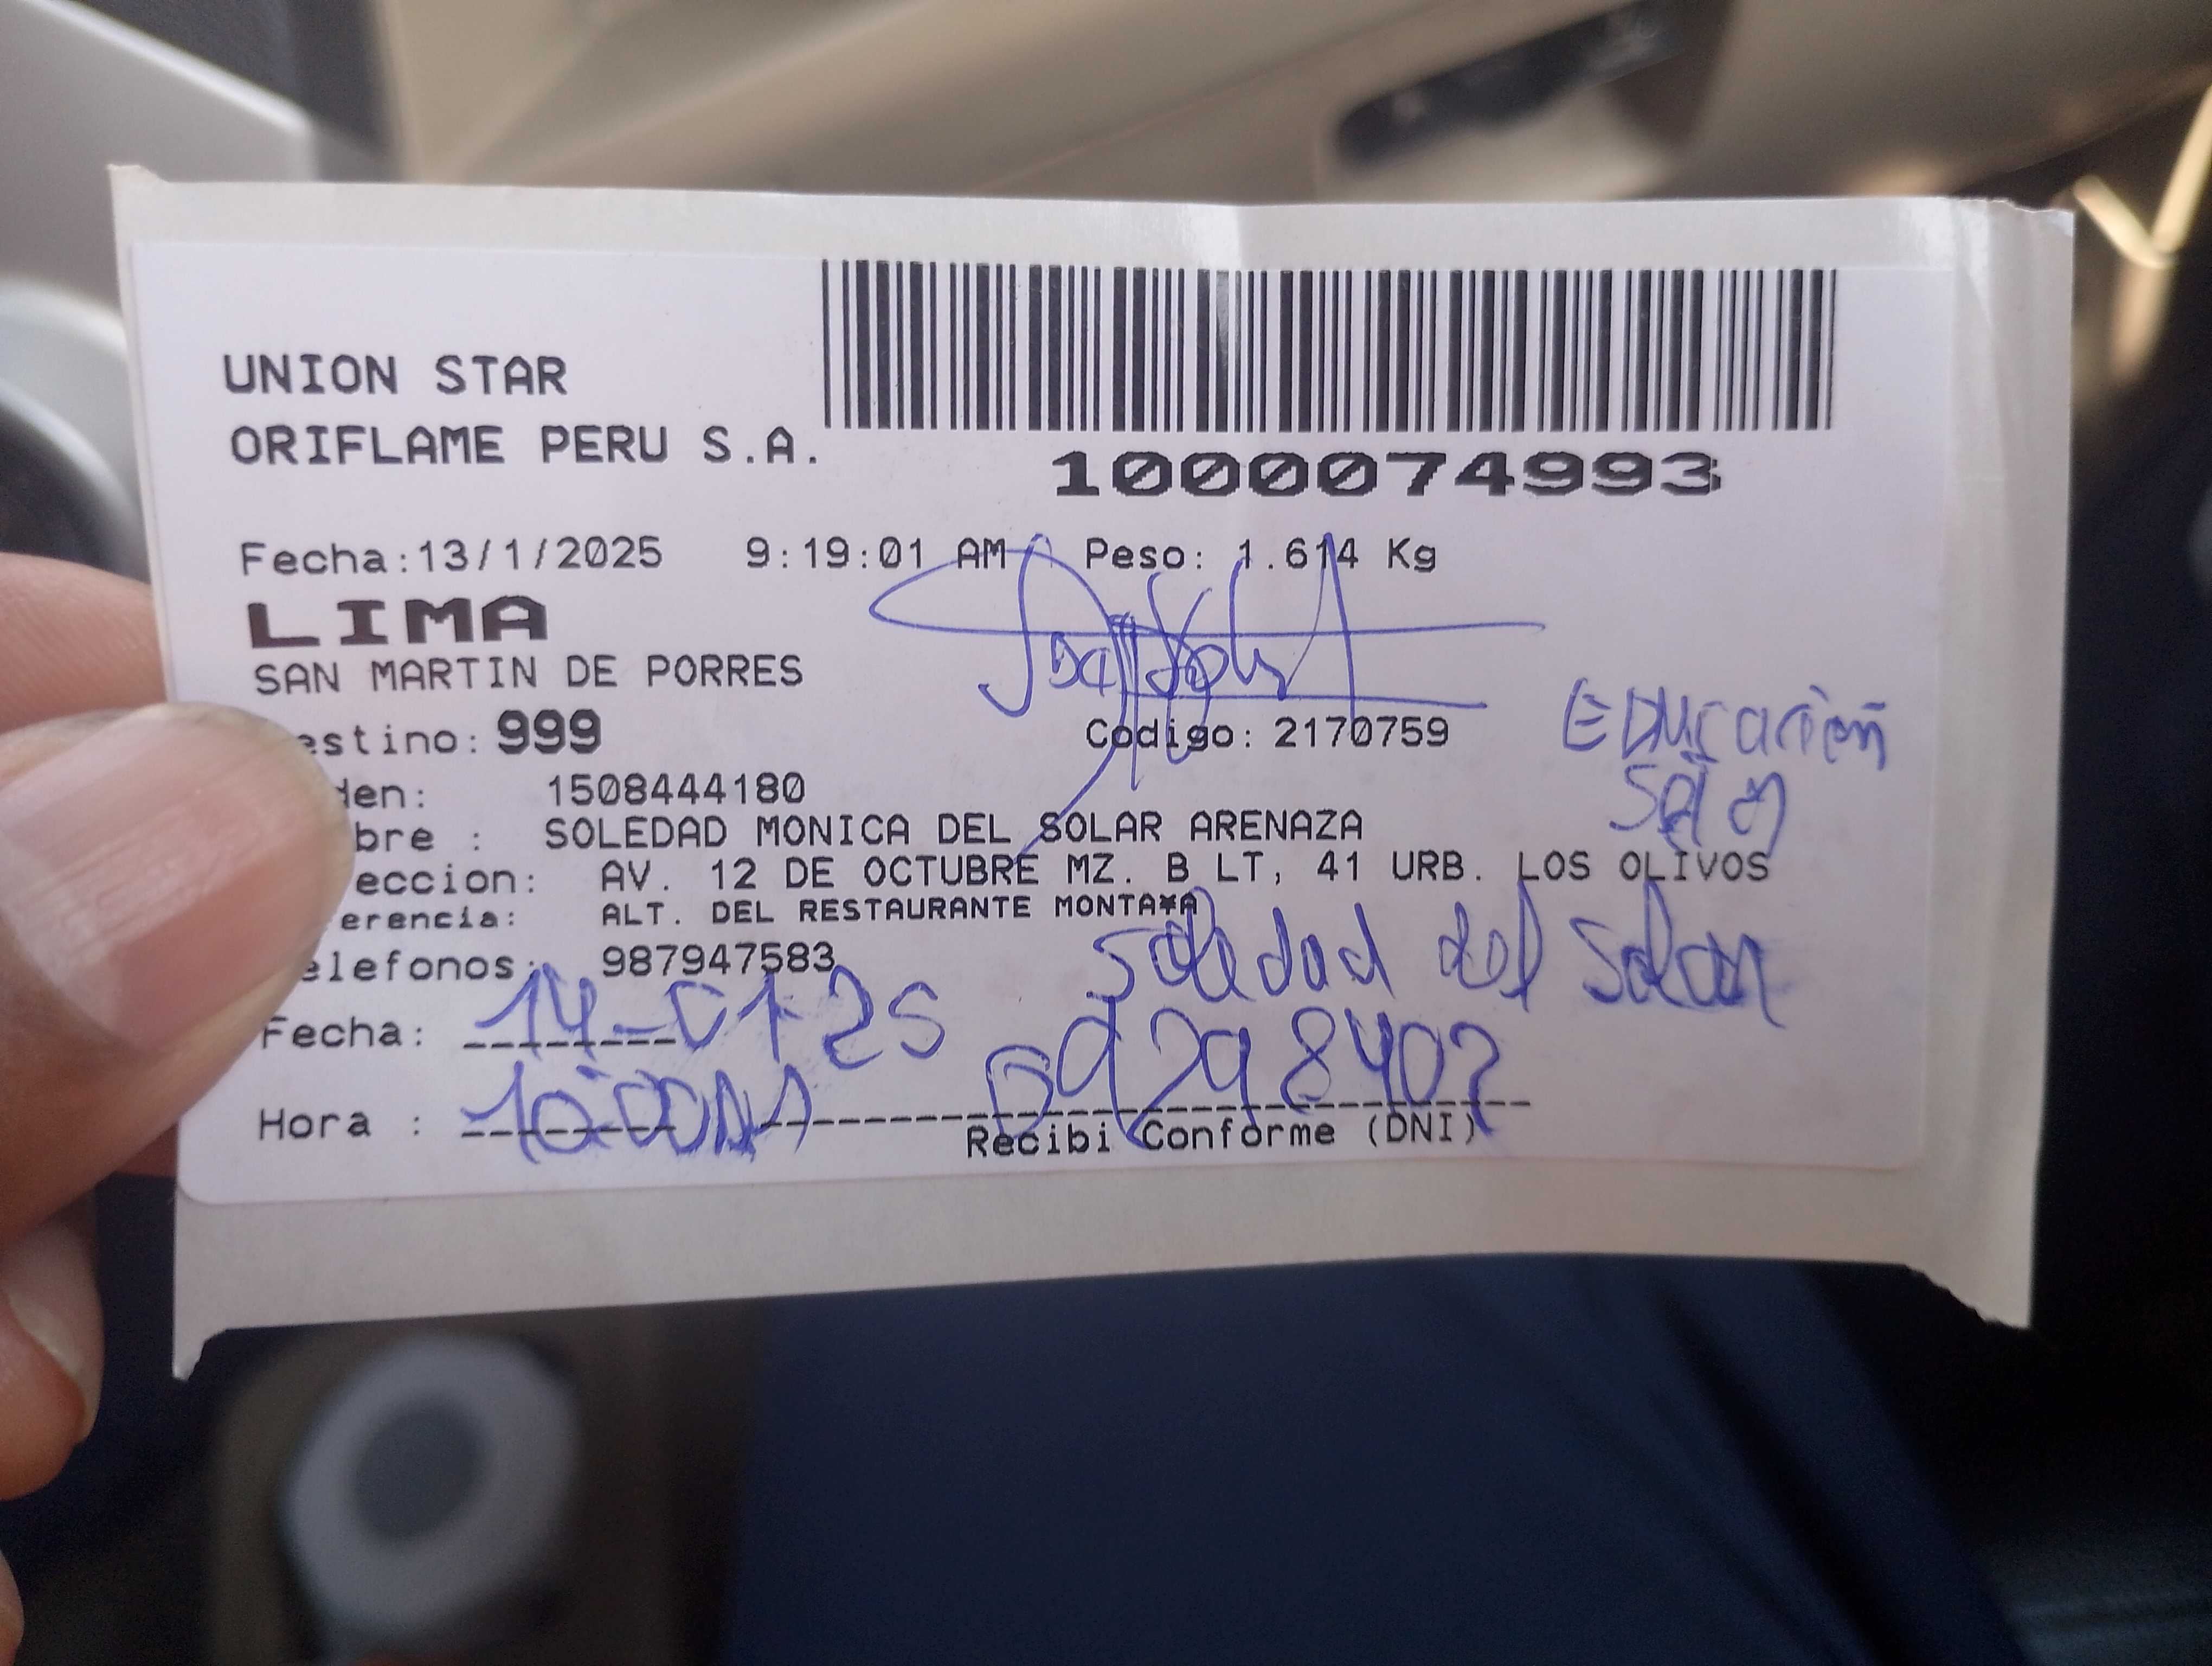 UNION STAR
ORIFLAME PERU S.A.
1000074993
Fecha:13/1/2025 9:19:01 AM Peso: 1.614 Kg
LIMA
SAN MARTIN DE PORRES
estino: 999 Codigo: 2170759
Educación
den: 1508444180
bre : SOLEDAD MONICA DEL SOLAR ARENAZA
eccion: AV. 12 DE OCTUBRE MZ. B LT, 41 URB. LOS OLIVOS
erencia: ALT. DEL RESTAURANTE MONTA¥A
elefonos: 987947583
Soledad del Solar
Fecha: 14-01-25
Hora : 10:00
Recibi Conforme (DNI)